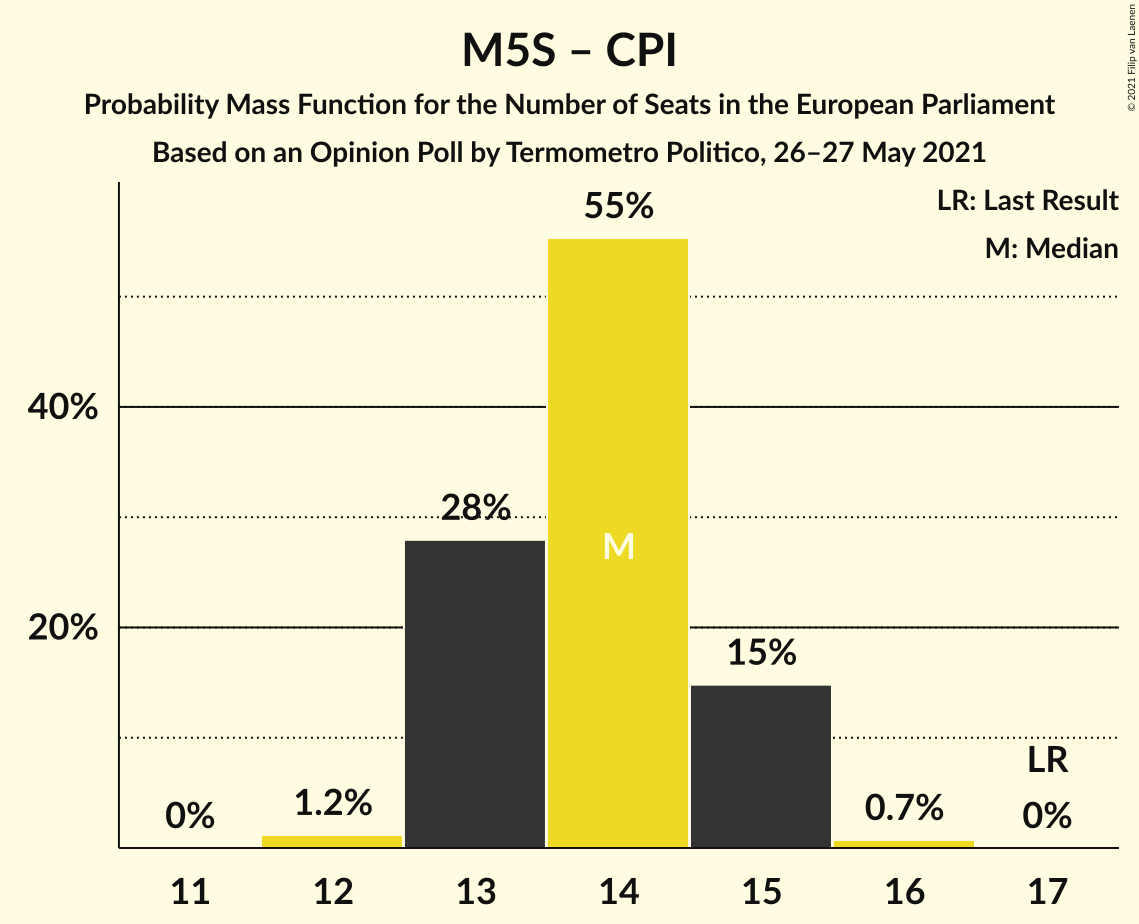 M5S – CPI
Probability Mass Function for the Number of Seats in the European Parliament
Based on an Opinion Poll by Termometro Politico, 26–27 May 2021
© 2021 Filip van Laenen
LR: Last Result
M: Median
55%
40%
28%
M
20%
15%
LR
0%
1.2%
0.7%
0%
11
12
13
14
15
16
17